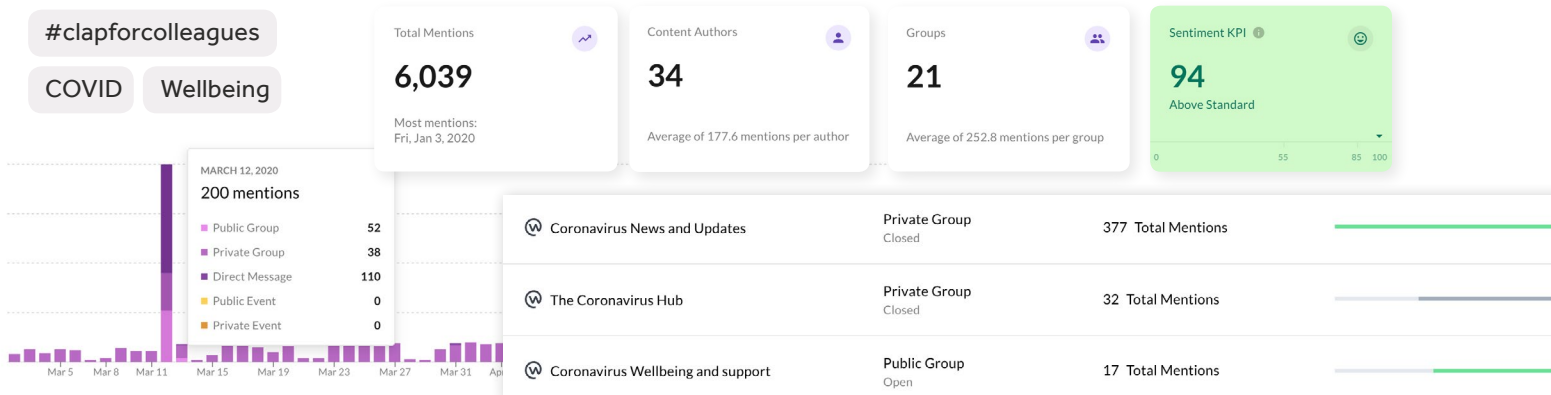 #clapforcolleagues
COVID Wellbeing
Total Mentions
6,039
Most mentions:
Fri, Jan 3, 2020
Content Authors
34
Average of 177.6 mentions per author
Groups
21
Average of 252.8 mentions per group
Sentiment KPI
94
Above Standard
0 55 85 100
MARCH 12, 2020
200 mentions
Public Group 52
Private Group 38
Direct Message 110
Public Event 0
Private Event 0
Mar 5 Mar 8 Mar 11 Mar 15 Mar 19 Mar 23 Mar 27 Mar 31
Coronavirus News and Updates Private Group 377 Total Mentions
Closed
The Coronavirus Hub Private Group 32 Total Mentions
Closed
Coronavirus Wellbeing and support Public Group 17 Total Mentions
Open